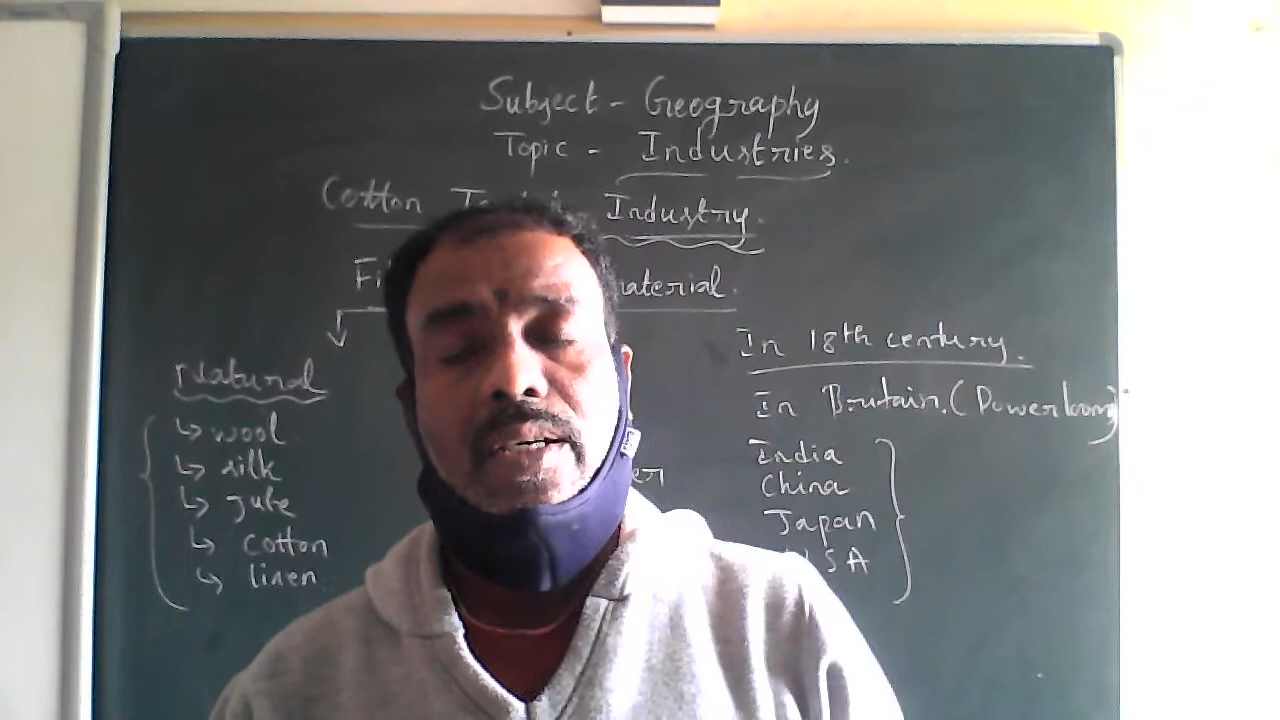 Subject - Geography
Topic - Industries.
Cotton Industry.
material.
Natural
↳ wool.
↳ silk
↳ jute
↳ cotton
↳ linen
In 18th century.
In Britain. (Powerloom)
India
China
Japan
USA